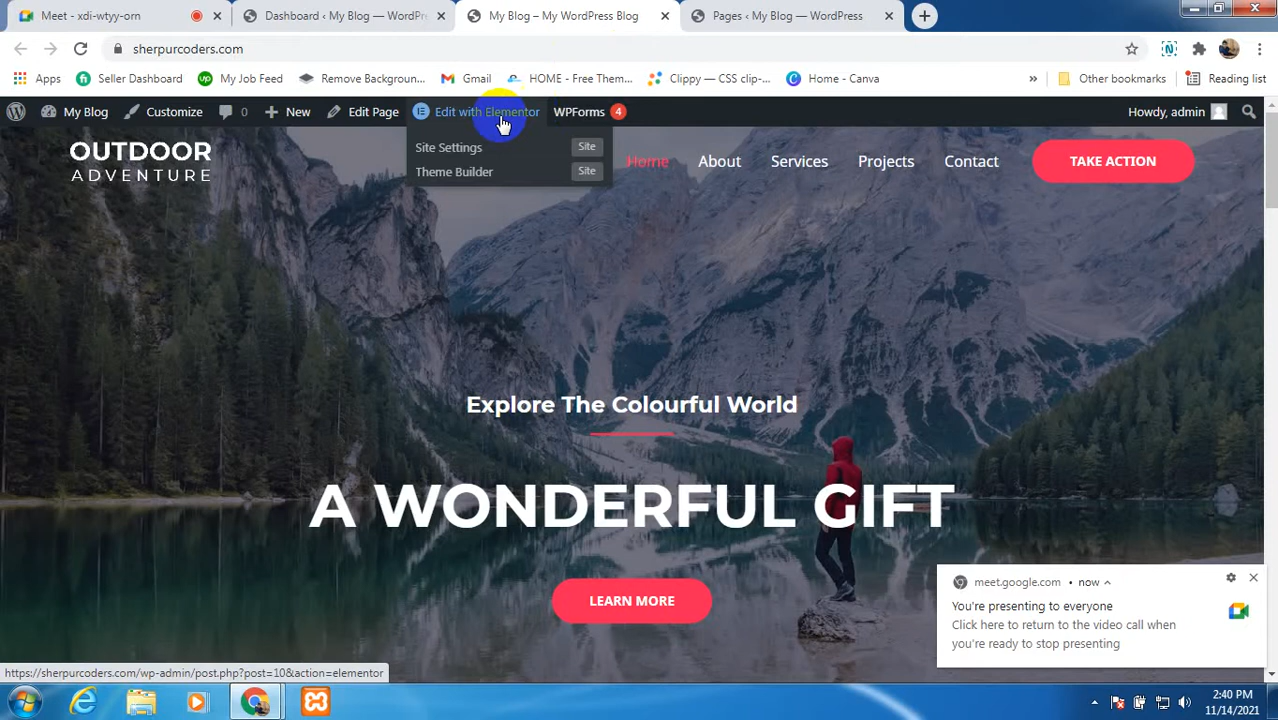 Meet - xdi-wtyy-orn
Dashboard ‹ My Blog — WordPre
My Blog – My WordPress Blog
Pages ‹ My Blog — WordPress
sherpurcoders.com
Apps
Seller Dashboard
My Job Feed
Remove Backgroun...
Gmail
HOME - Free Them...
Clippy — CSS clip-...
Home - Canva
»
Other bookmarks
Reading list
My Blog
Customize
0
New
Edit Page
Edit with Elementor
WPForms 4
Howdy, admin
Site Settings Site
Theme Builder Site
OUTDOOR
ADVENTURE
Home
About
Services
Projects
Contact
TAKE ACTION
Explore The Colourful World
A WONDERFUL GIFT
LEARN MORE
meet.google.com • now
You're presenting to everyone
Click here to return to the video call when
you're ready to stop presenting
https://sherpurcoders.com/wp-admin/post.php?post=10&action=elementor
2:40 PM
11/14/2021